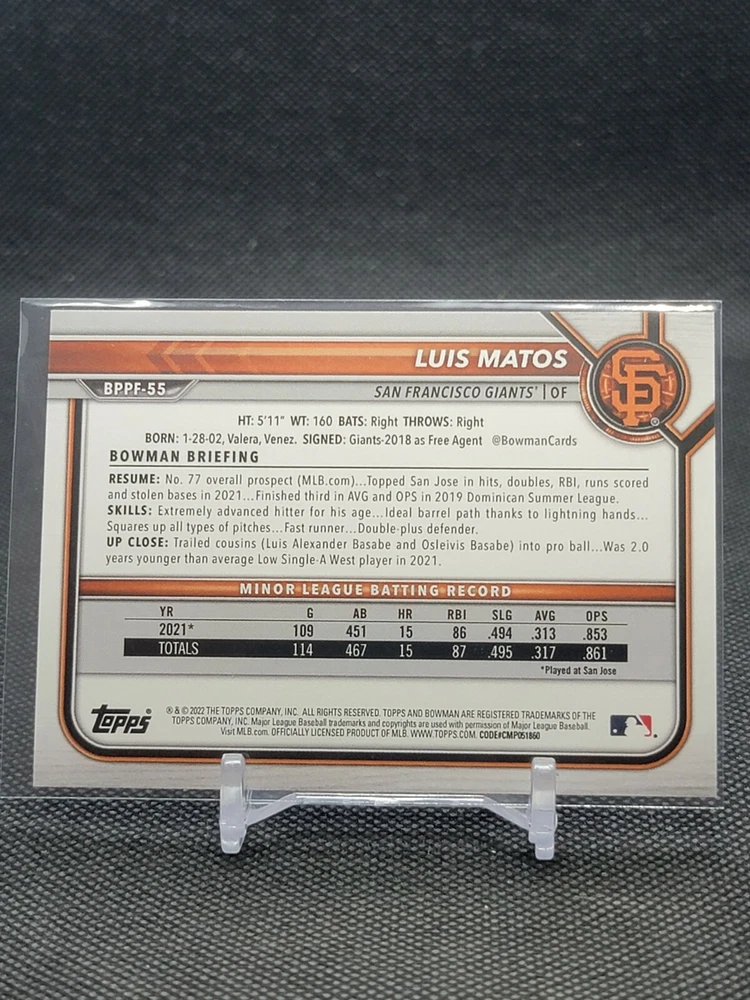 LUIS MATOS
BPPF-55
SAN FRANCISCO GIANTS® | OF
SF®
HT: 5'11" WT: 160 BATS: Right THROWS: Right
BORN: 1-28-02, Valera, Venez. SIGNED: Giants-2018 as Free Agent @BowmanCards
BOWMAN BRIEFING
RESUME: No. 77 overall prospect (MLB.com)...Topped San Jose in hits, doubles, RBI, runs scored
and stolen bases in 2021...Finished third in AVG and OPS in 2019 Dominican Summer League.
SKILLS: Extremely advanced hitter for his age...Ideal barrel path thanks to lightning hands...
Squares up all types of pitches...Fast runner...Double-plus defender.
UP CLOSE: Trailed cousins (Luis Alexander Basabe and Osleivis Basabe) into pro ball...Was 2.0
years younger than average Low Single-A West player in 2021.
MINOR LEAGUE BATTING RECORD
YR G AB HR RBI SLG AVG OPS
2021* 109 451 15 86 .494 .313 .853
TOTALS 114 467 15 87 .495 .317 .861
*Played at San Jose
Topps®
® & © 2022 THE TOPPS COMPANY, INC. ALL RIGHTS RESERVED. TOPPS AND BOWMAN ARE REGISTERED TRADEMARKS OF THE
TOPPS COMPANY, INC. Major League Baseball trademarks and copyrights are used with permission of Major League Baseball.
Visit MLB.com. OFFICIALLY LICENSED PRODUCT OF MLB. WWW.TOPPS.COM. CODE#CMP051860